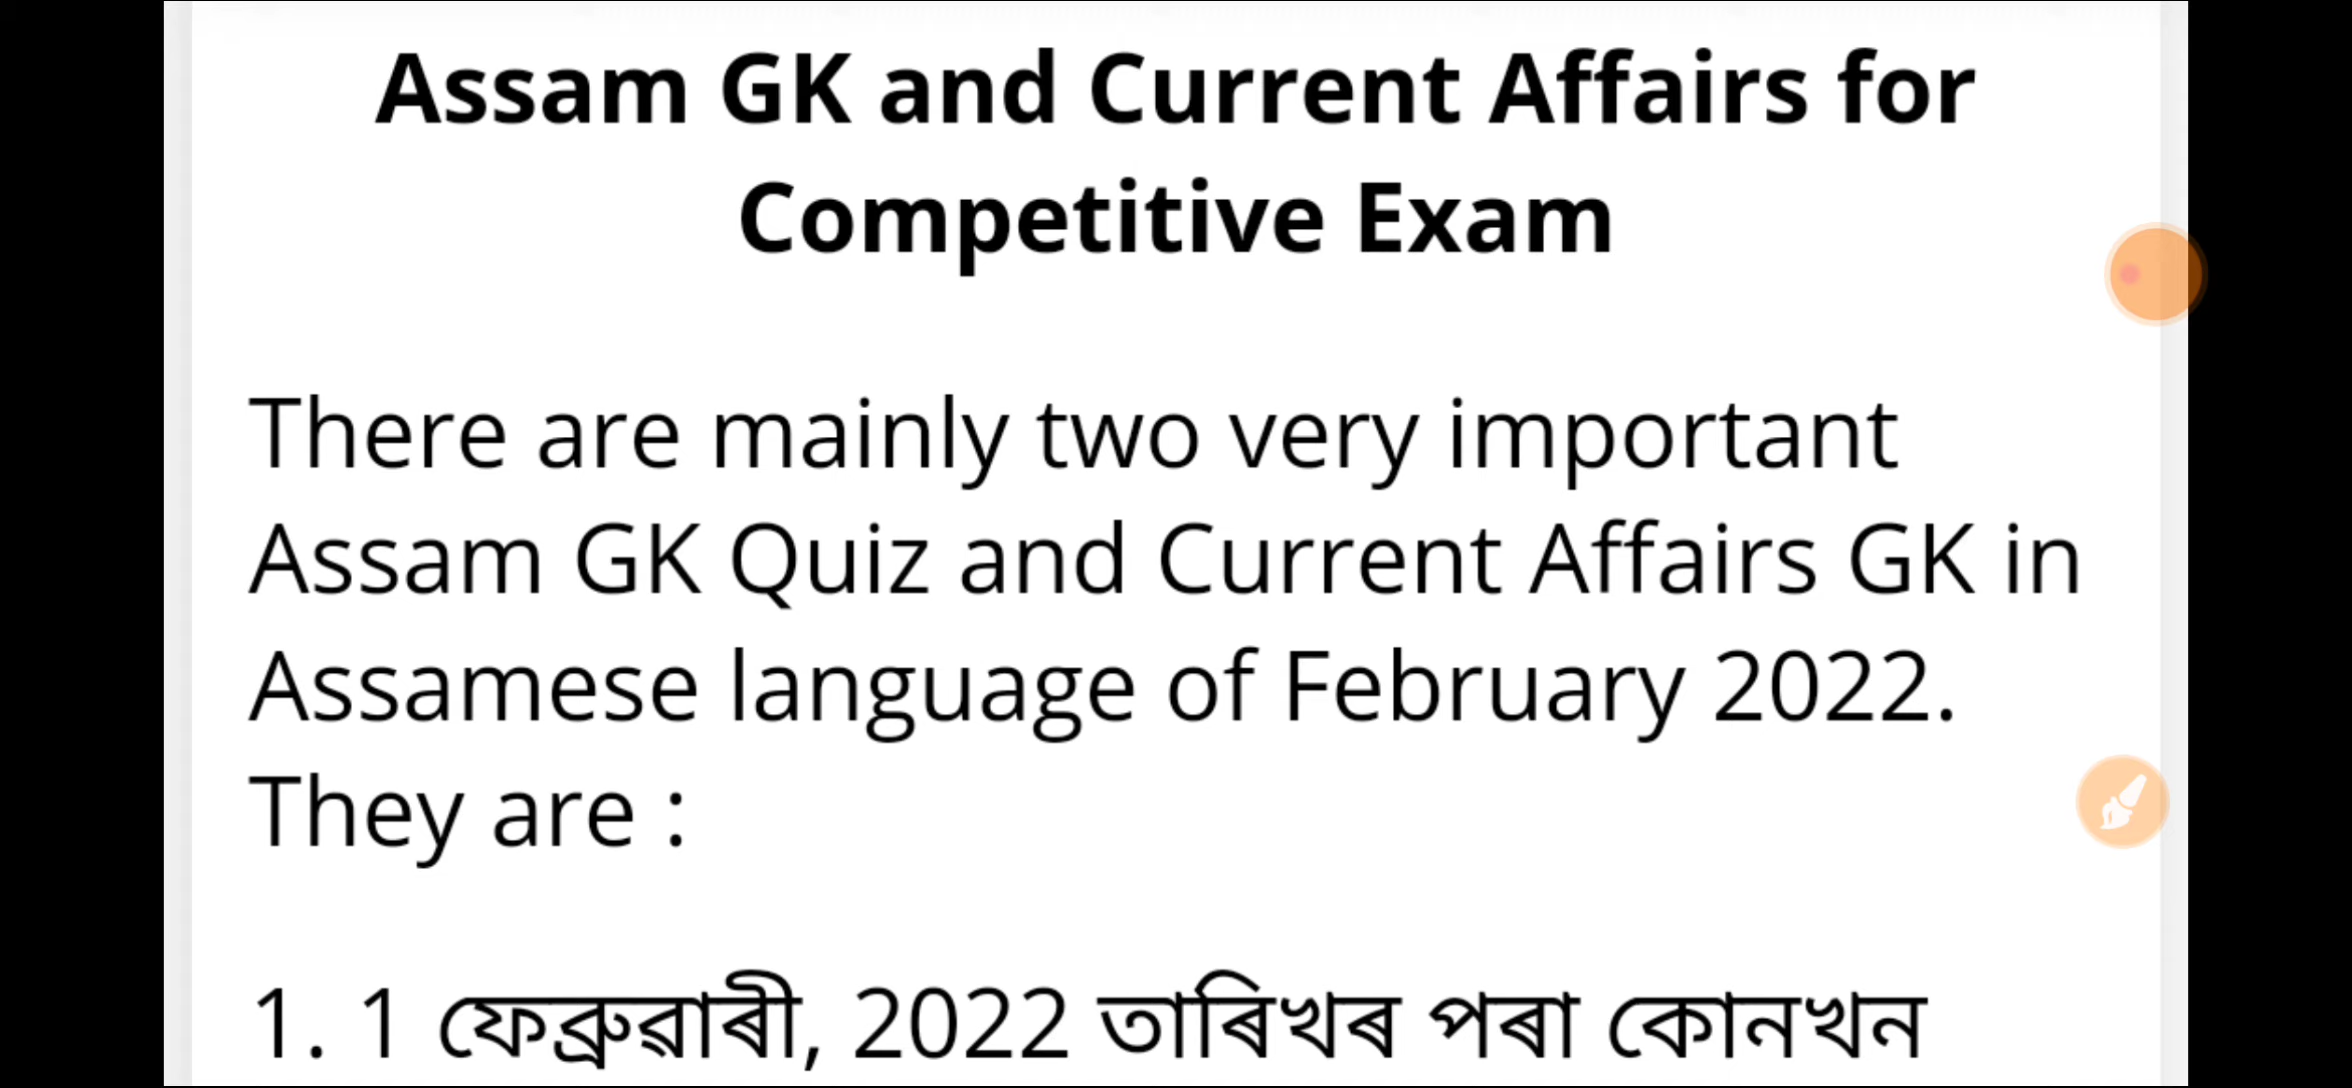 Assam GK and Current Affairs for
Competitive Exam
There are mainly two very important
Assam GK Quiz and Current Affairs GK in
Assamese language of February 2022.
They are :
1. 1 ফেব্ৰুৱাৰী, 2022 তাৰিখৰ পৰা কোনখন